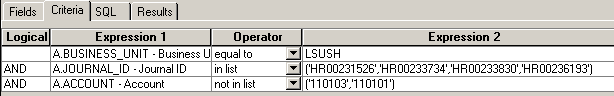 Fields Criteria SQL Results
Logical Expression 1 Operator Expression 2
A.BUSINESS_UNIT - Business U equal to LSUSH
AND A.JOURNAL_ID - Journal ID in list ('HR00231526','HR00233734','HR00233830','HR00236193')
AND A.ACCOUNT - Account not in list ('110103','110101')